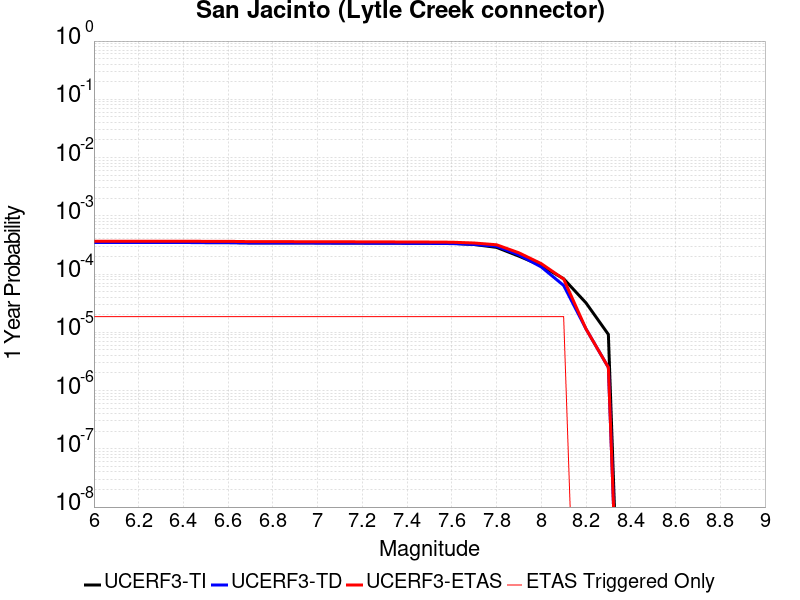 San Jacinto (Lytle Creek connector)
10^0
10^-1
10^-2
10^-3
10^-4
10^-5
10^-6
10^-7
10^-8
1 Year Probability
6 6.2 6.4 6.6 6.8 7 7.2 7.4 7.6 7.8 8 8.2 8.4 8.6 8.8 9
Magnitude
UCERF3-TI UCERF3-TD UCERF3-ETAS ETAS Triggered Only